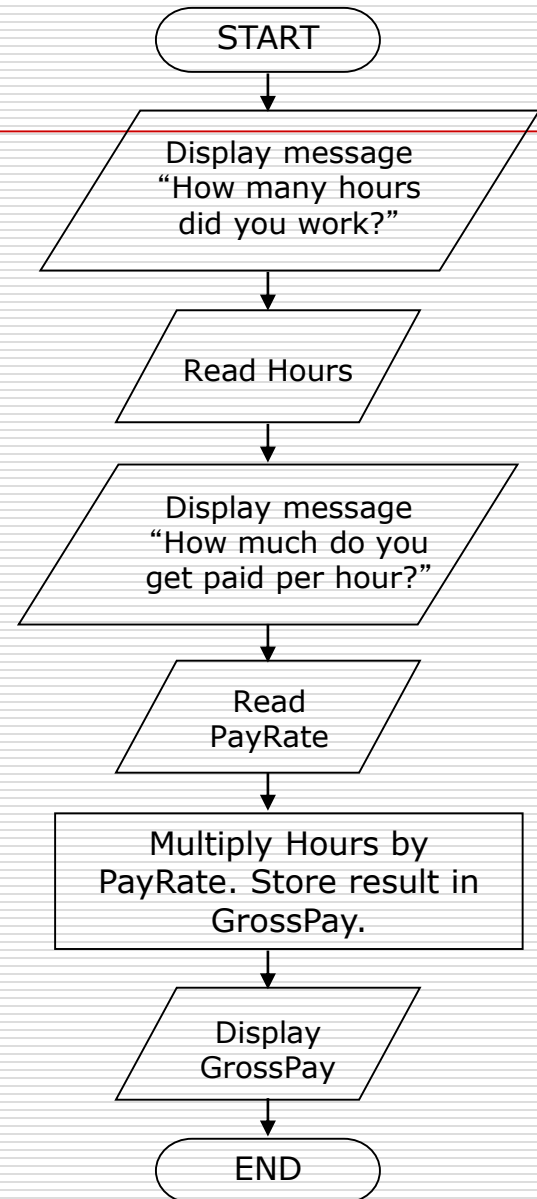 START
Display message
“How many hours
did you work?”
Read Hours
Display message
“How much do you
get paid per hour?”
Read
PayRate
Multiply Hours by
PayRate. Store result in
GrossPay.
Display
GrossPay
END